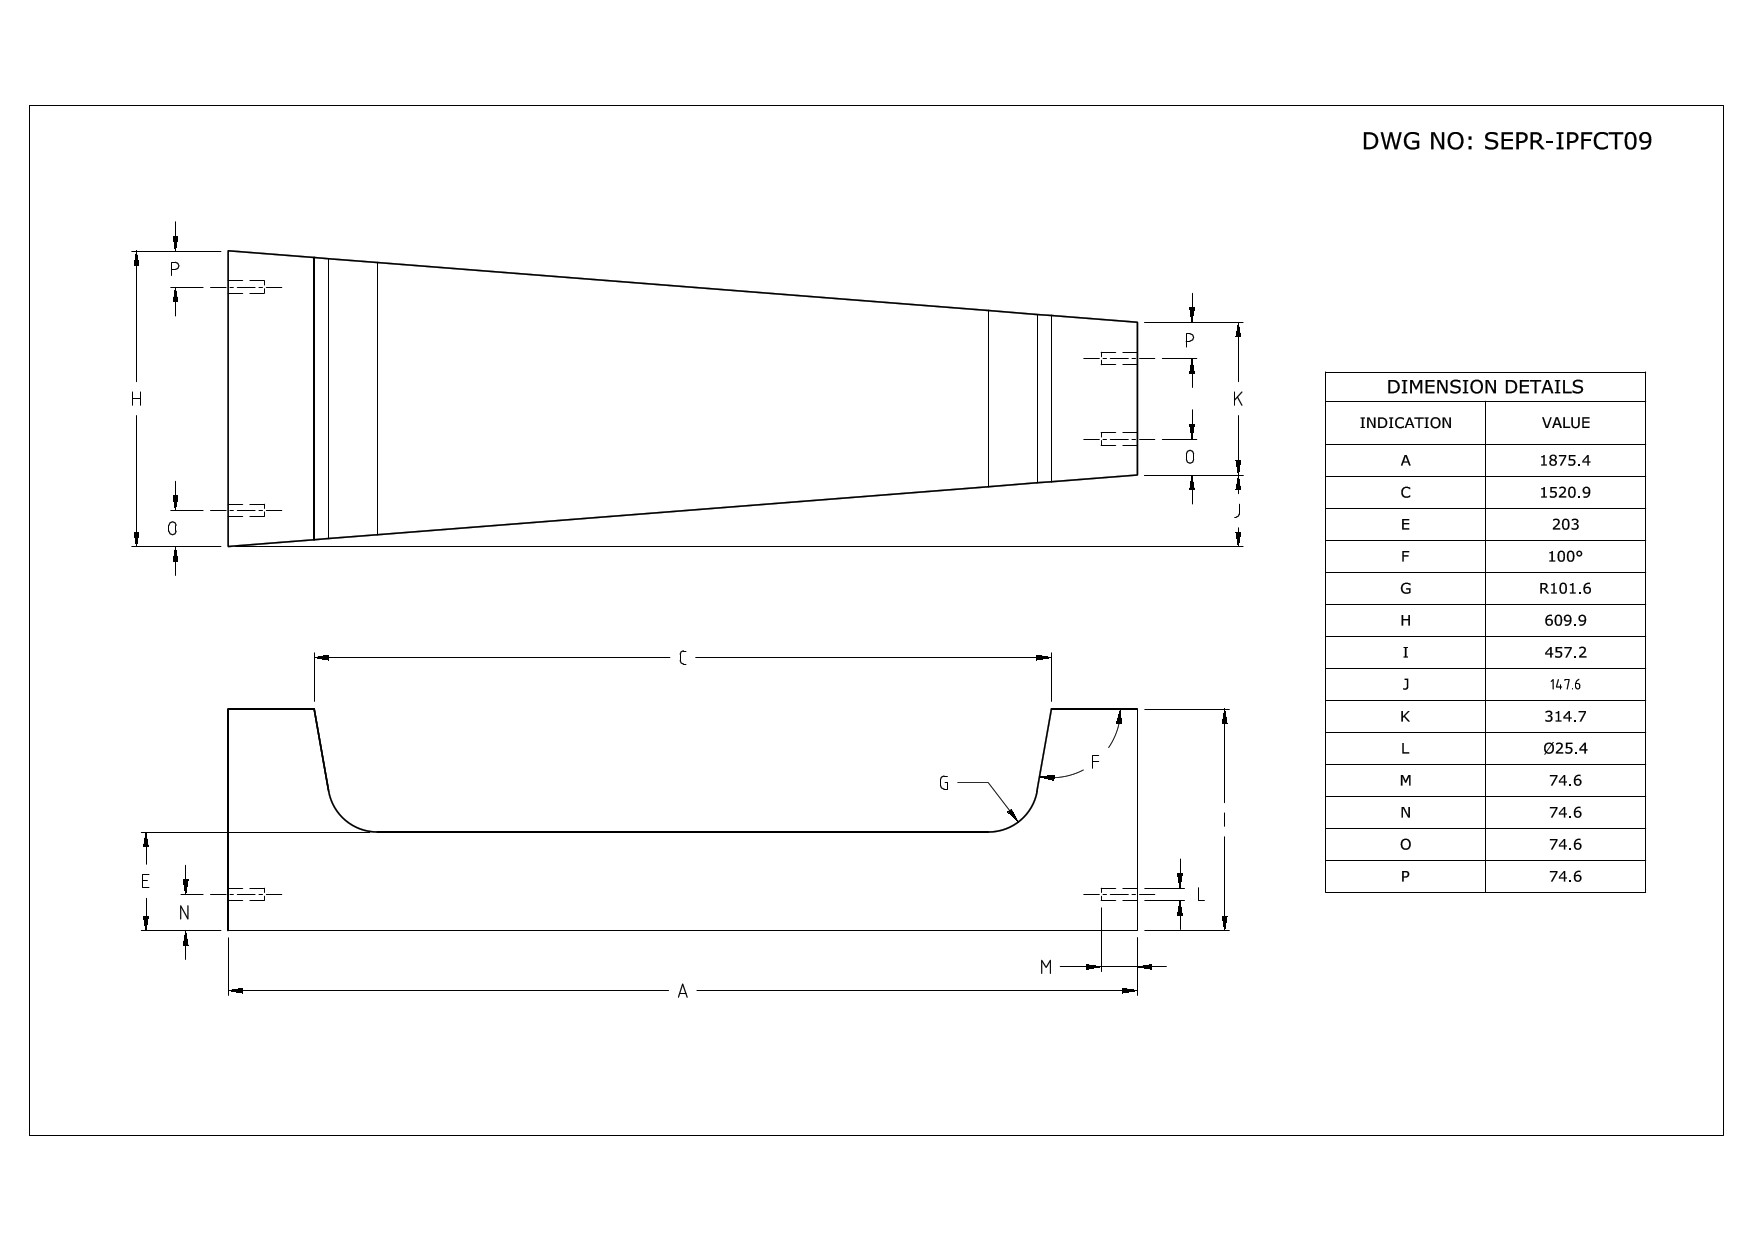 DWG NO: SEPR-IPFCT09
P
P
H
K
O
O
J
C
F
G
I
E
N
L
M
A
DIMENSION DETAILS
INDICATION VALUE
A 1875.4
C 1520.9
E 203
F 100°
G R101.6
H 609.9
I 457.2
J 147.6
K 314.7
L Ø25.4
M 74.6
N 74.6
O 74.6
P 74.6